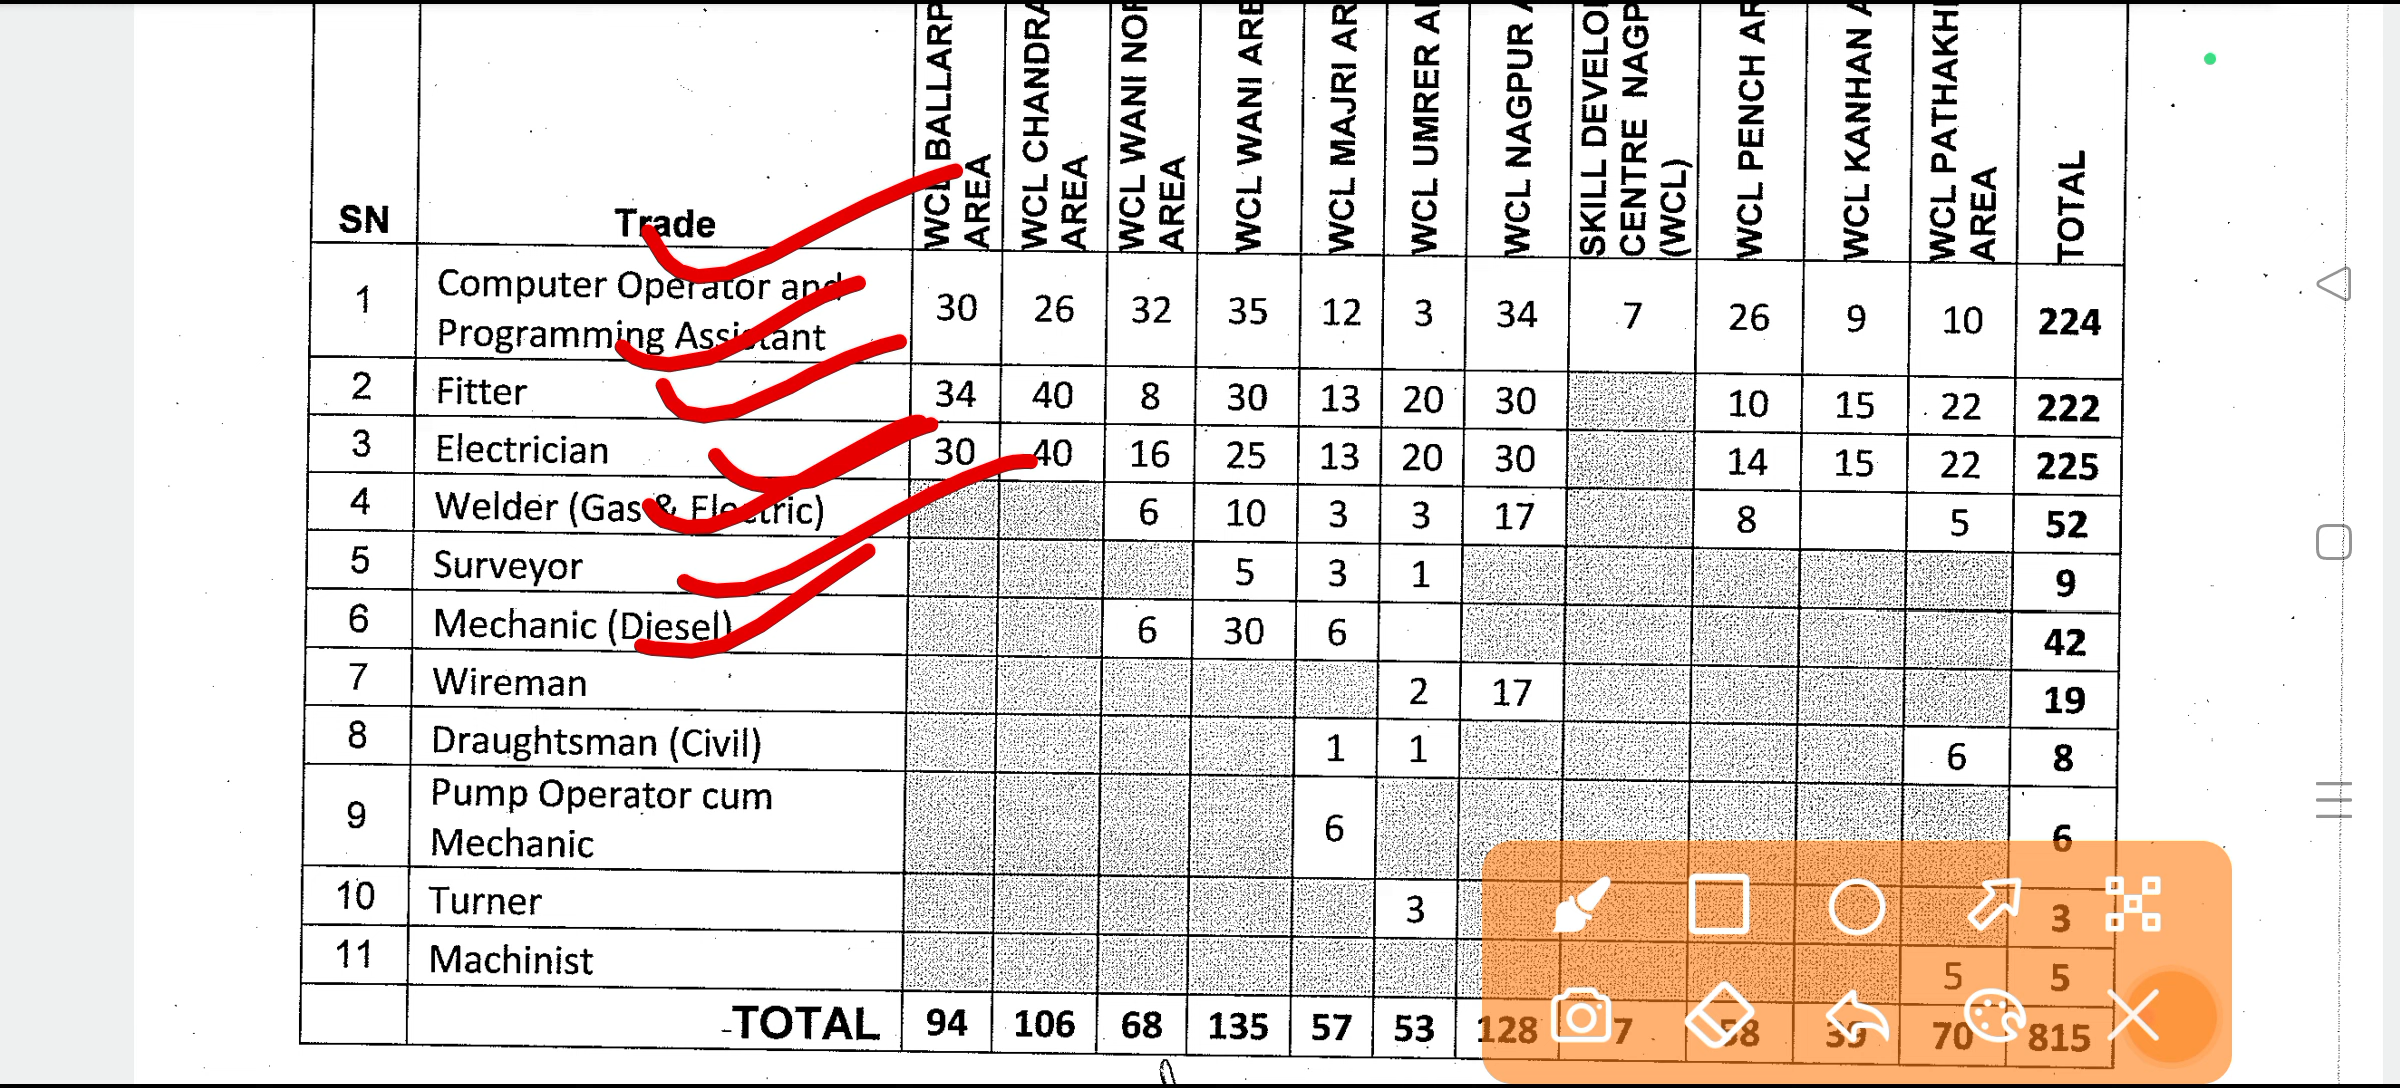 SN Trade WCL BALLARP AREA WCL CHANDRA AREA WCL WANI NOR AREA WCL WANI ARE WCL MAJRI AR WCL UMRER A WCL NAGPUR A SKILL DEVELO CENTRE NAGP (WCL) WCL PENCH AR WCL KANHAN A WCL PATHAKH AREA TOTAL
1 Computer Operator and Programming Assistant 30 26 32 35 12 3 34 7 26 9 10 224
2 Fitter 34 40 8 30 13 20 30 10 15 22 222
3 Electrician 30 40 16 25 13 20 30 14 15 22 225
4 Welder (Gas & Electric) 6 10 3 3 17 8 5 52
5 Surveyor 5 3 1 9
6 Mechanic (Diesel) 6 30 6 42
7 Wireman 2 17 19
8 Draughtsman (Civil) 1 1 6 8
9 Pump Operator cum Mechanic 6 6
10 Turner 3 3
11 Machinist 5 5
TOTAL 94 106 68 135 57 53 128 7 58 39 70 815